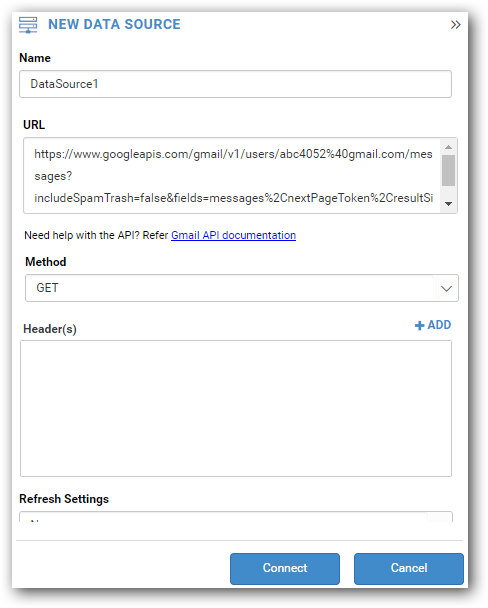 NEW DATA SOURCE
Name
DataSource1
URL
https://www.googleapis.com/gmail/v1/users/abc4052%40gmail.com/mes
sages?
includeSpamTrash=false&fields=messages%2CnextPageToken%2CresultSi
Need help with the API? Refer Gmail API documentation
Method
GET
Header(s)
+ ADD
Refresh Settings
Connect
Cancel